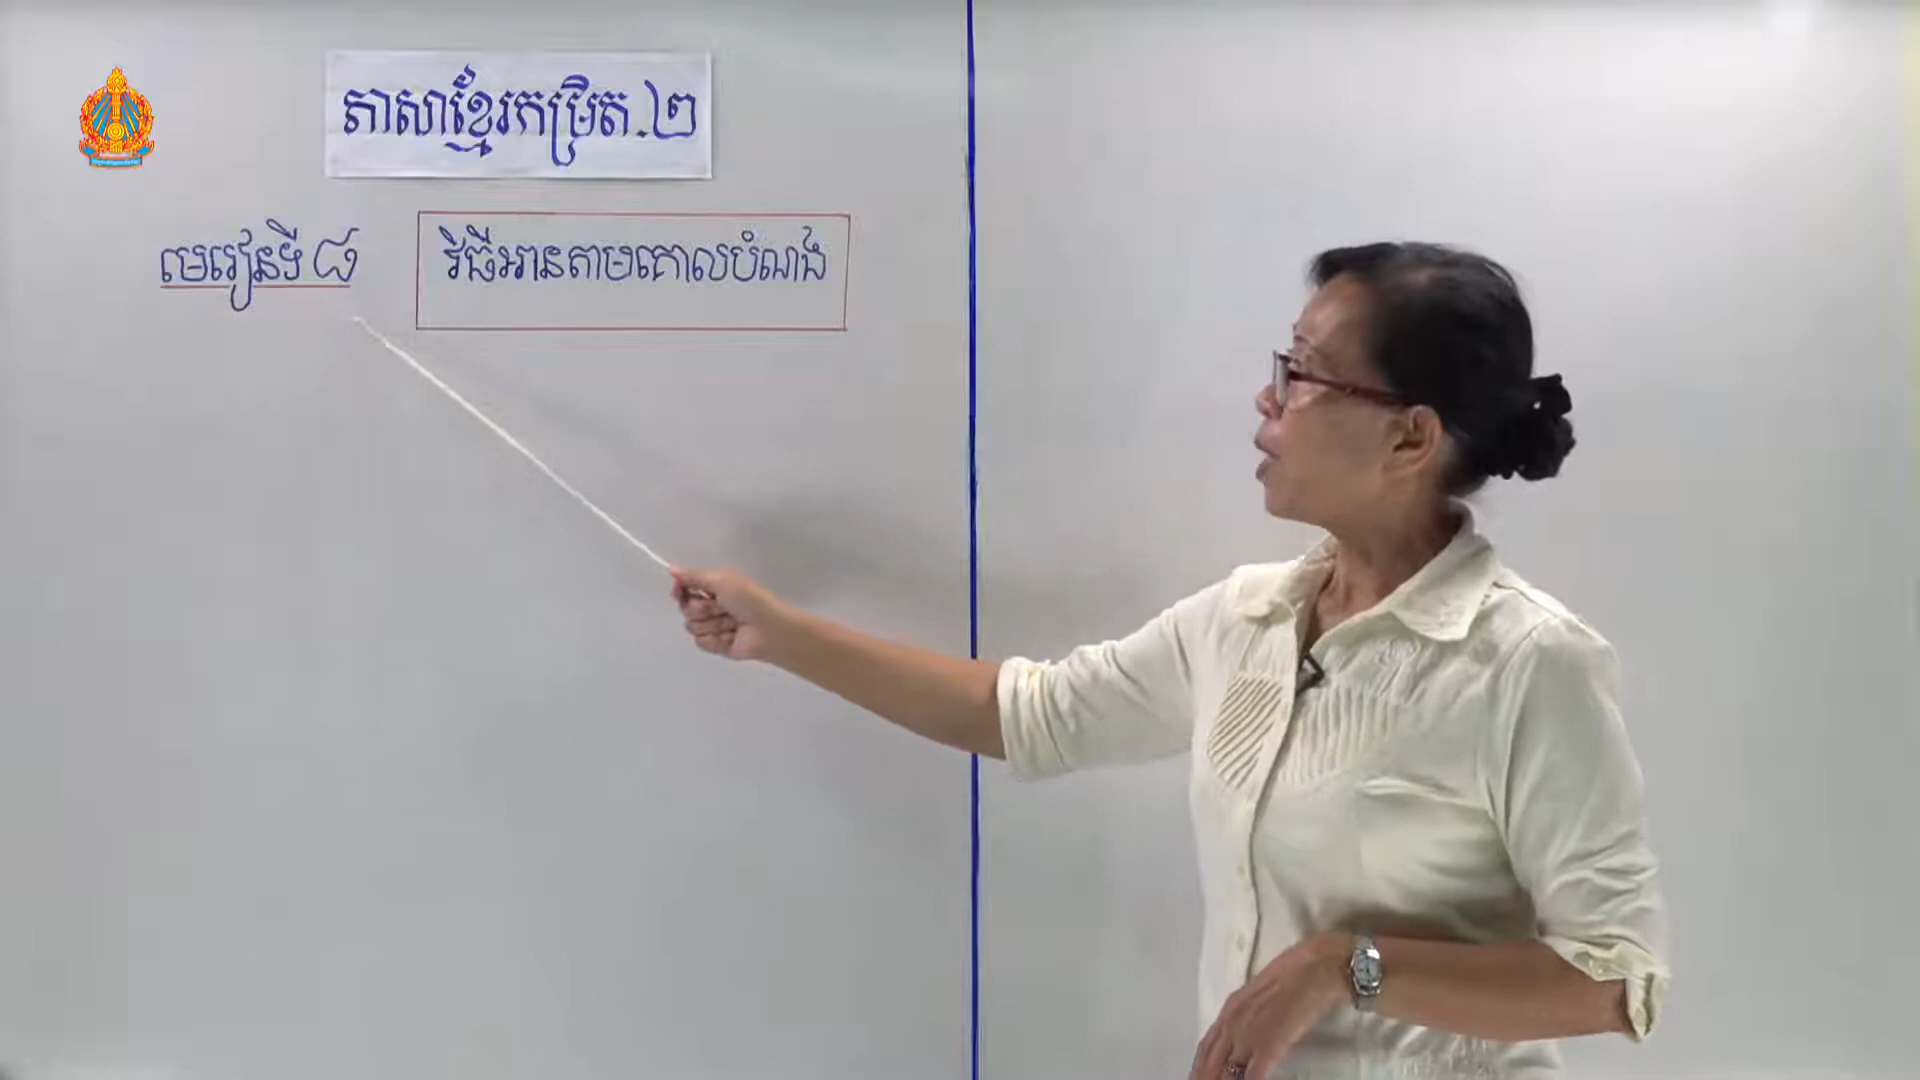 ភាសាខ្មែរកម្រិត.២
មេរៀនទី ៨
វិធីអានតាមគោលបំណង